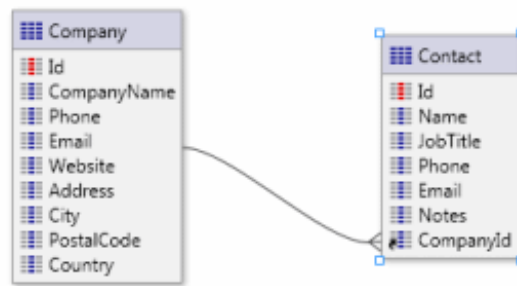 Company
Id
CompanyName
Phone
Email
Website
Address
City
PostalCode
Country
Contact
Id
Name
JobTitle
Phone
Email
Notes
CompanyId